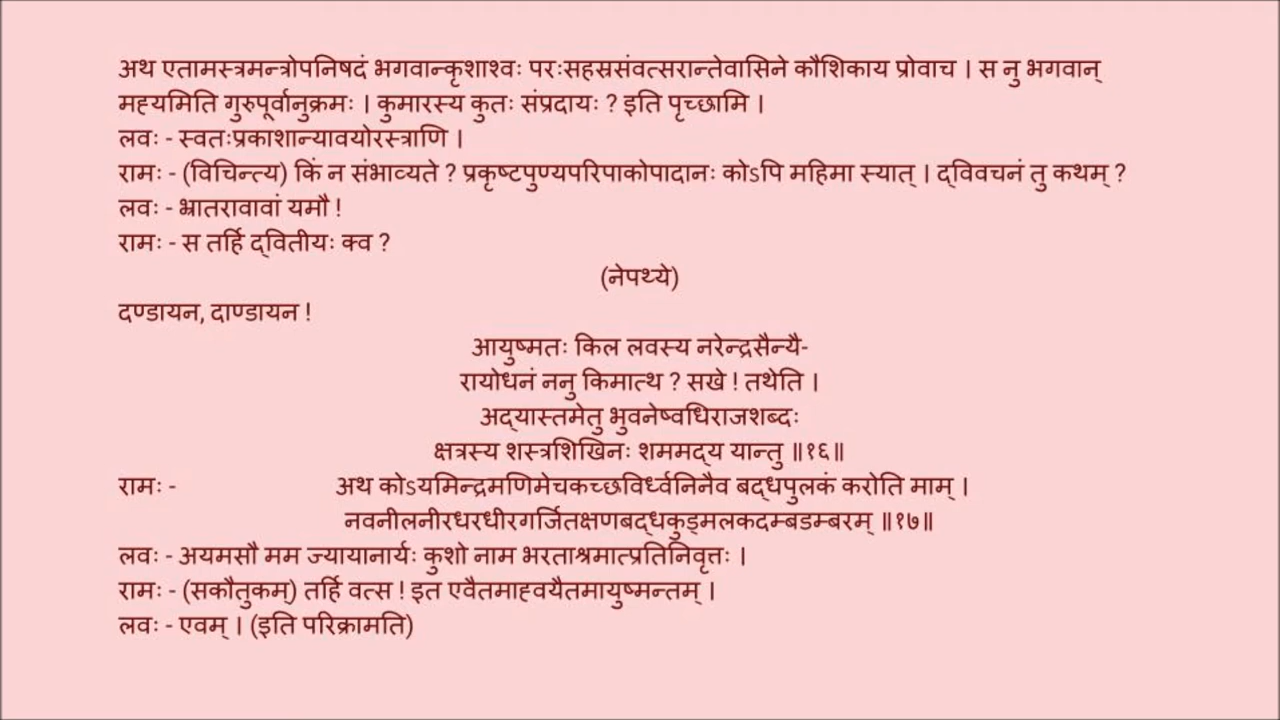 अथ एतामस्त्रमन्त्रोपनिषदं भगवान्कृशाश्वः परःसहस्रसंवत्सरान्तेवासिने कौशिकाय प्रोवाच । स नु भगवान्
मह्यमिति गुरुपूर्वानुक्रमः । कुमारस्य कुतः संप्रदायः ? इति पृच्छामि ।
लवः - स्वतःप्रकाशान्यावयोरस्त्राणि ।
रामः - (विचिन्त्य) किं न संभाव्यते ? प्रकृष्टपुण्यपरिपाकोपादानः कोऽपि महिमा स्यात् । द्विवचनं तु कथम् ?
लवः - भ्रातरावावां यमौ !
रामः - स तर्हि द्वितीयः क्व ?
(नेपथ्ये)
दण्डायन, दाण्डायन !
आयुष्मतः किल लवस्य नरेन्द्रसैन्यै-
रायोधनं ननु किमात्थ ? सखे ! तथेति ।
अद्यास्तमेतु भुवनेष्वधिराजशब्दः
क्षत्रस्य शस्त्रशिखिनः शममद्य यान्तु ॥१६॥
रामः - अथ कोऽयमिन्द्रमणिमेचकच्छविर्ध्वनिनैव बद्धपुलकं करोति माम् ।
नवनीलनीरधरधीरगर्जितक्षणबद्धकुड्मलकदम्बडम्बरम् ॥१७॥
लवः - अयमसौ मम ज्यायानार्यः कुशो नाम भरताश्रमात्प्रतिनिवृत्तः ।
रामः - (सकौतुकम्) तर्हि वत्स ! इत एवैतमाह्वयैतमायुष्मन्तम् ।
लवः - एवम् । (इति परिक्रामति)